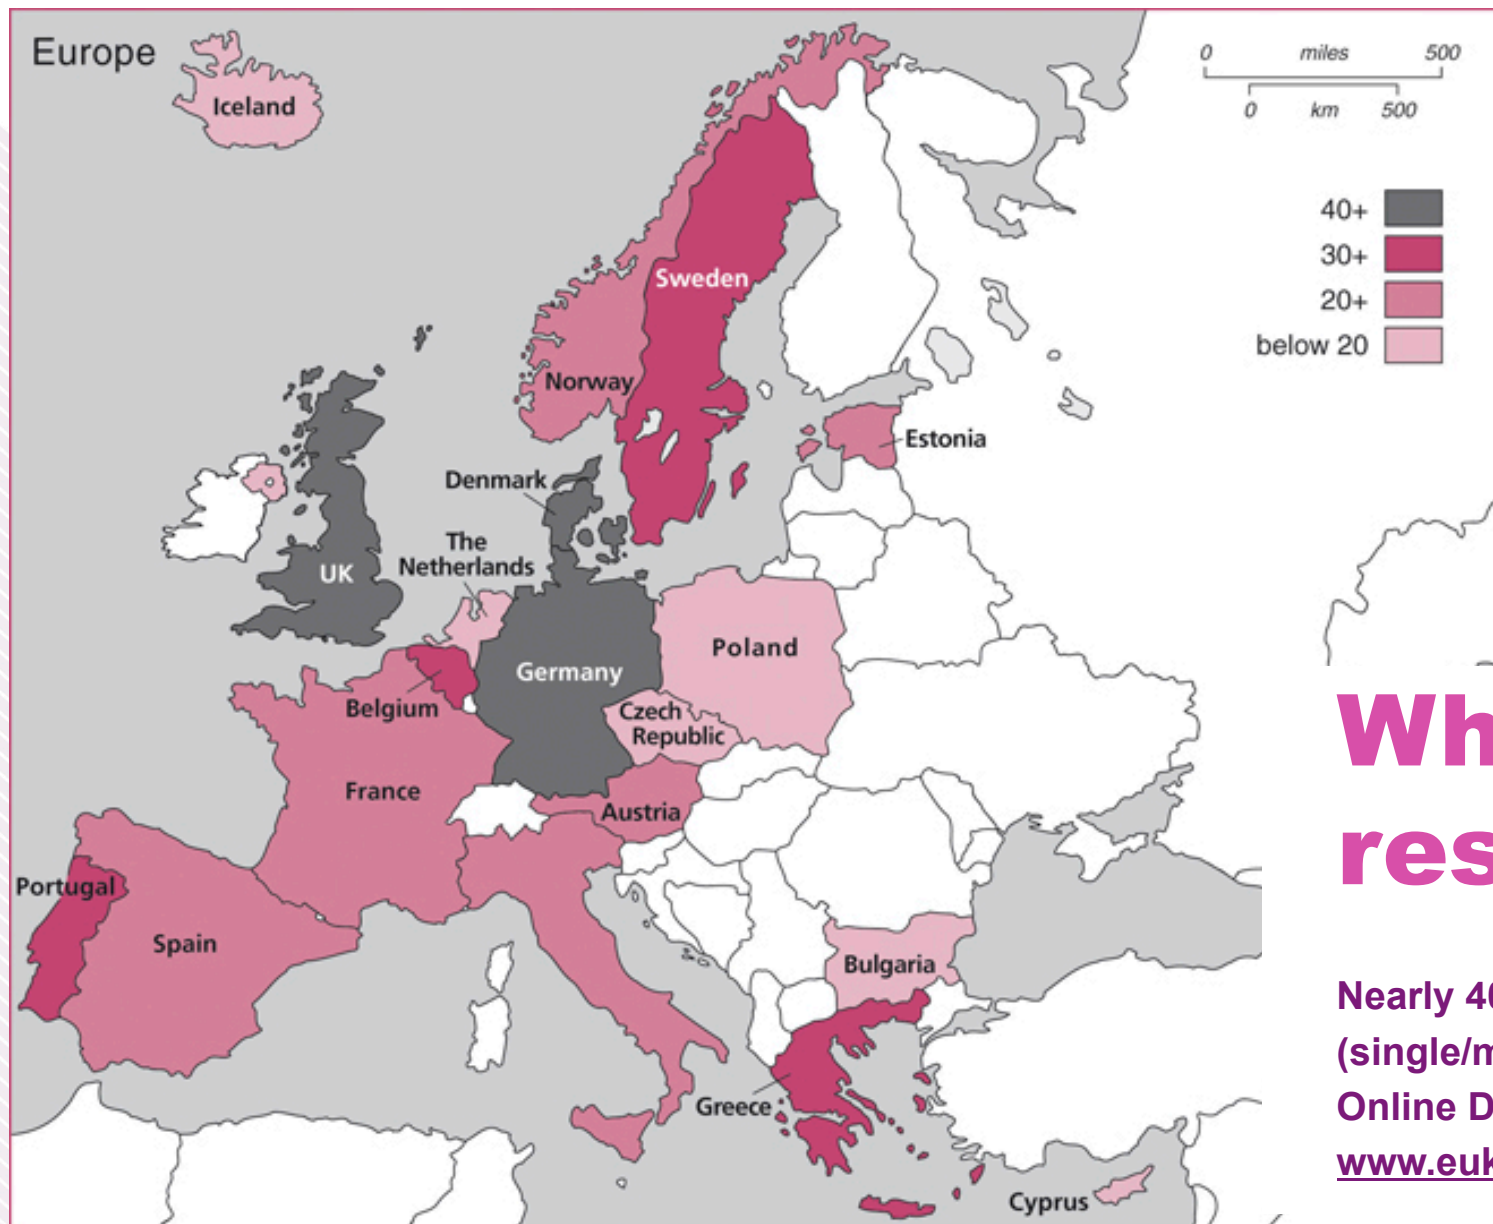 Europe
Iceland
0 miles 500
0 km 500
40+
30+
20+
below 20
Sweden
Norway
Estonia
Denmark
The
Netherlands
UK
Poland
Germany
Belgium
Czech
Republic
France
Austria
Portugal
Spain
Bulgaria
Greece
Cyprus
Wh
res
Nearly 40
(single/m
Online D
www.euk